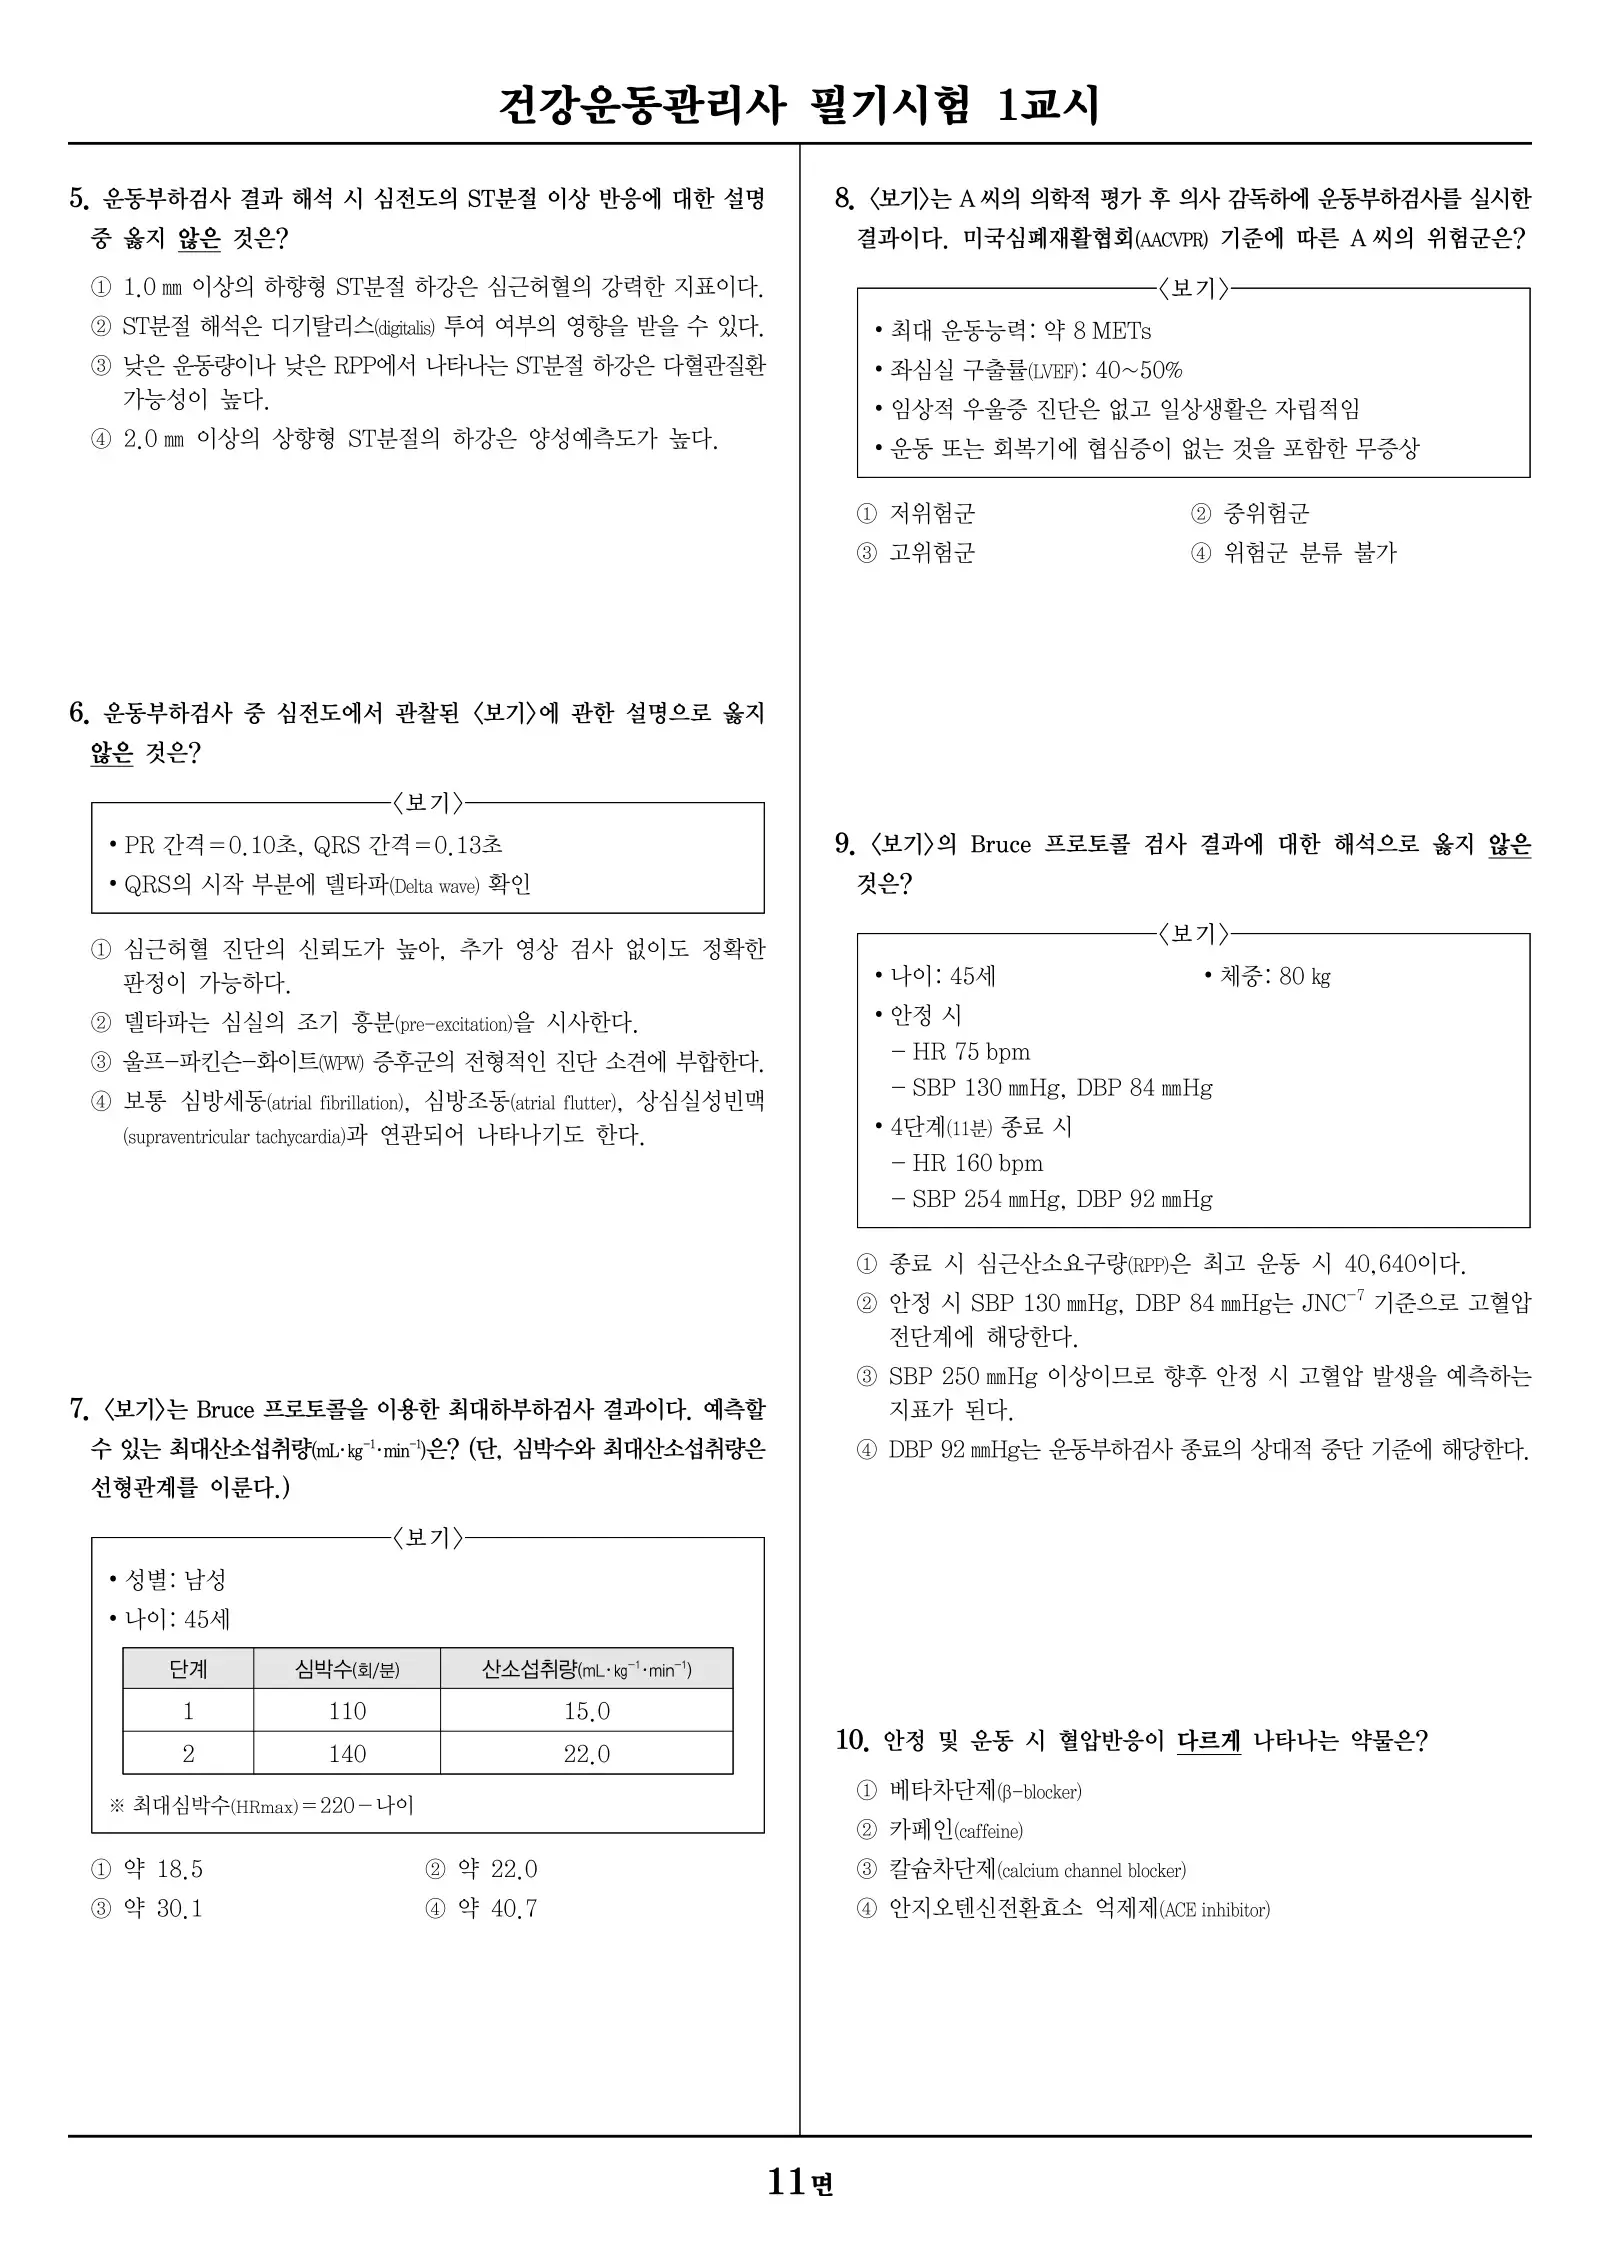 건강운동관리사 필기시험 1교시
5. 운동부하검사 결과 해석 시 심전도의 ST분절 이상 반응에 대한 설명
중 옳지 않은 것은?
① 1.0 ㎜ 이상의 하향형 ST분절 하강은 심근허혈의 강력한 지표이다.
② ST분절 해석은 디기탈리스(digitalis) 투여 여부의 영향을 받을 수 있다.
③ 낮은 운동량이나 낮은 RPP에서 나타나는 ST분절 하강은 다혈관질환
가능성이 높다.
④ 2.0 ㎜ 이상의 상향형 ST분절의 하강은 양성예측도가 높다.
6. 운동부하검사 중 심전도에서 관찰된 〈보기〉에 관한 설명으로 옳지
않은 것은?
〈보기〉
• PR 간격=0.10초, QRS 간격=0.13초
• QRS의 시작 부분에 델타파(Delta wave) 확인
① 심근허혈 진단의 신뢰도가 높아, 추가 영상 검사 없이도 정확한
판정이 가능하다.
② 델타파는 심실의 조기 흥분(pre-excitation)을 시사한다.
③ 울프-파킨슨-화이트(WPW) 증후군의 전형적인 진단 소견에 부합한다.
④ 보통 심방세동(atrial fibrillation), 심방조동(atrial flutter), 상심실성빈맥
(supraventricular tachycardia)과 연관되어 나타나기도 한다.
7. 〈보기〉는 Bruce 프로토콜을 이용한 최대하부하검사 결과이다. 예측할
수 있는 최대산소섭취량(mL·㎏⁻¹·min⁻¹)은? (단, 심박수와 최대산소섭취량은
선형관계를 이룬다.)
〈보기〉
• 성별: 남성
• 나이: 45세
단계 심박수(회/분) 산소섭취량(mL·㎏⁻¹·min⁻¹)
1 110 15.0
2 140 22.0
※ 최대심박수(HRmax)=220-나이
① 약 18.5 ② 약 22.0
③ 약 30.1 ④ 약 40.7
8. 〈보기〉는 A 씨의 의학적 평가 후 의사 감독하에 운동부하검사를 실시한
결과이다. 미국심폐재활협회(AACVPR) 기준에 따른 A 씨의 위험군은?
〈보기〉
• 최대 운동능력: 약 8 METs
• 좌심실 구출률(LVEF): 40~50%
• 임상적 우울증 진단은 없고 일상생활은 자립적임
• 운동 또는 회복기에 협심증이 없는 것을 포함한 무증상
① 저위험군 ② 중위험군
③ 고위험군 ④ 위험군 분류 불가
9. 〈보기〉의 Bruce 프로토콜 검사 결과에 대한 해석으로 옳지 않은
것은?
〈보기〉
• 나이: 45세 • 체중: 80 ㎏
• 안정 시
- HR 75 bpm
- SBP 130 ㎜Hg, DBP 84 ㎜Hg
• 4단계(11분) 종료 시
- HR 160 bpm
- SBP 254 ㎜Hg, DBP 92 ㎜Hg
① 종료 시 심근산소요구량(RPP)은 최고 운동 시 40,640이다.
② 안정 시 SBP 130 ㎜Hg, DBP 84 ㎜Hg는 JNC⁻⁷ 기준으로 고혈압
전단계에 해당한다.
③ SBP 250 ㎜Hg 이상이므로 향후 안정 시 고혈압 발생을 예측하는
지표가 된다.
④ DBP 92 ㎜Hg는 운동부하검사 종료의 상대적 중단 기준에 해당한다.
10. 안정 및 운동 시 혈압반응이 다르게 나타나는 약물은?
① 베타차단제(β-blocker)
② 카페인(caffeine)
③ 칼슘차단제(calcium channel blocker)
④ 안지오텐신전환효소 억제제(ACE inhibitor)
11면